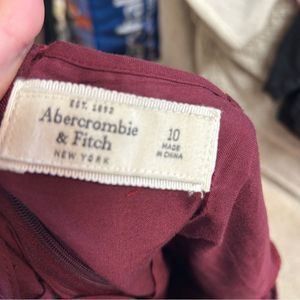 EST. 1892
Abercrombie
& Fitch
NEW YORK
10
MADE
IN CHINA